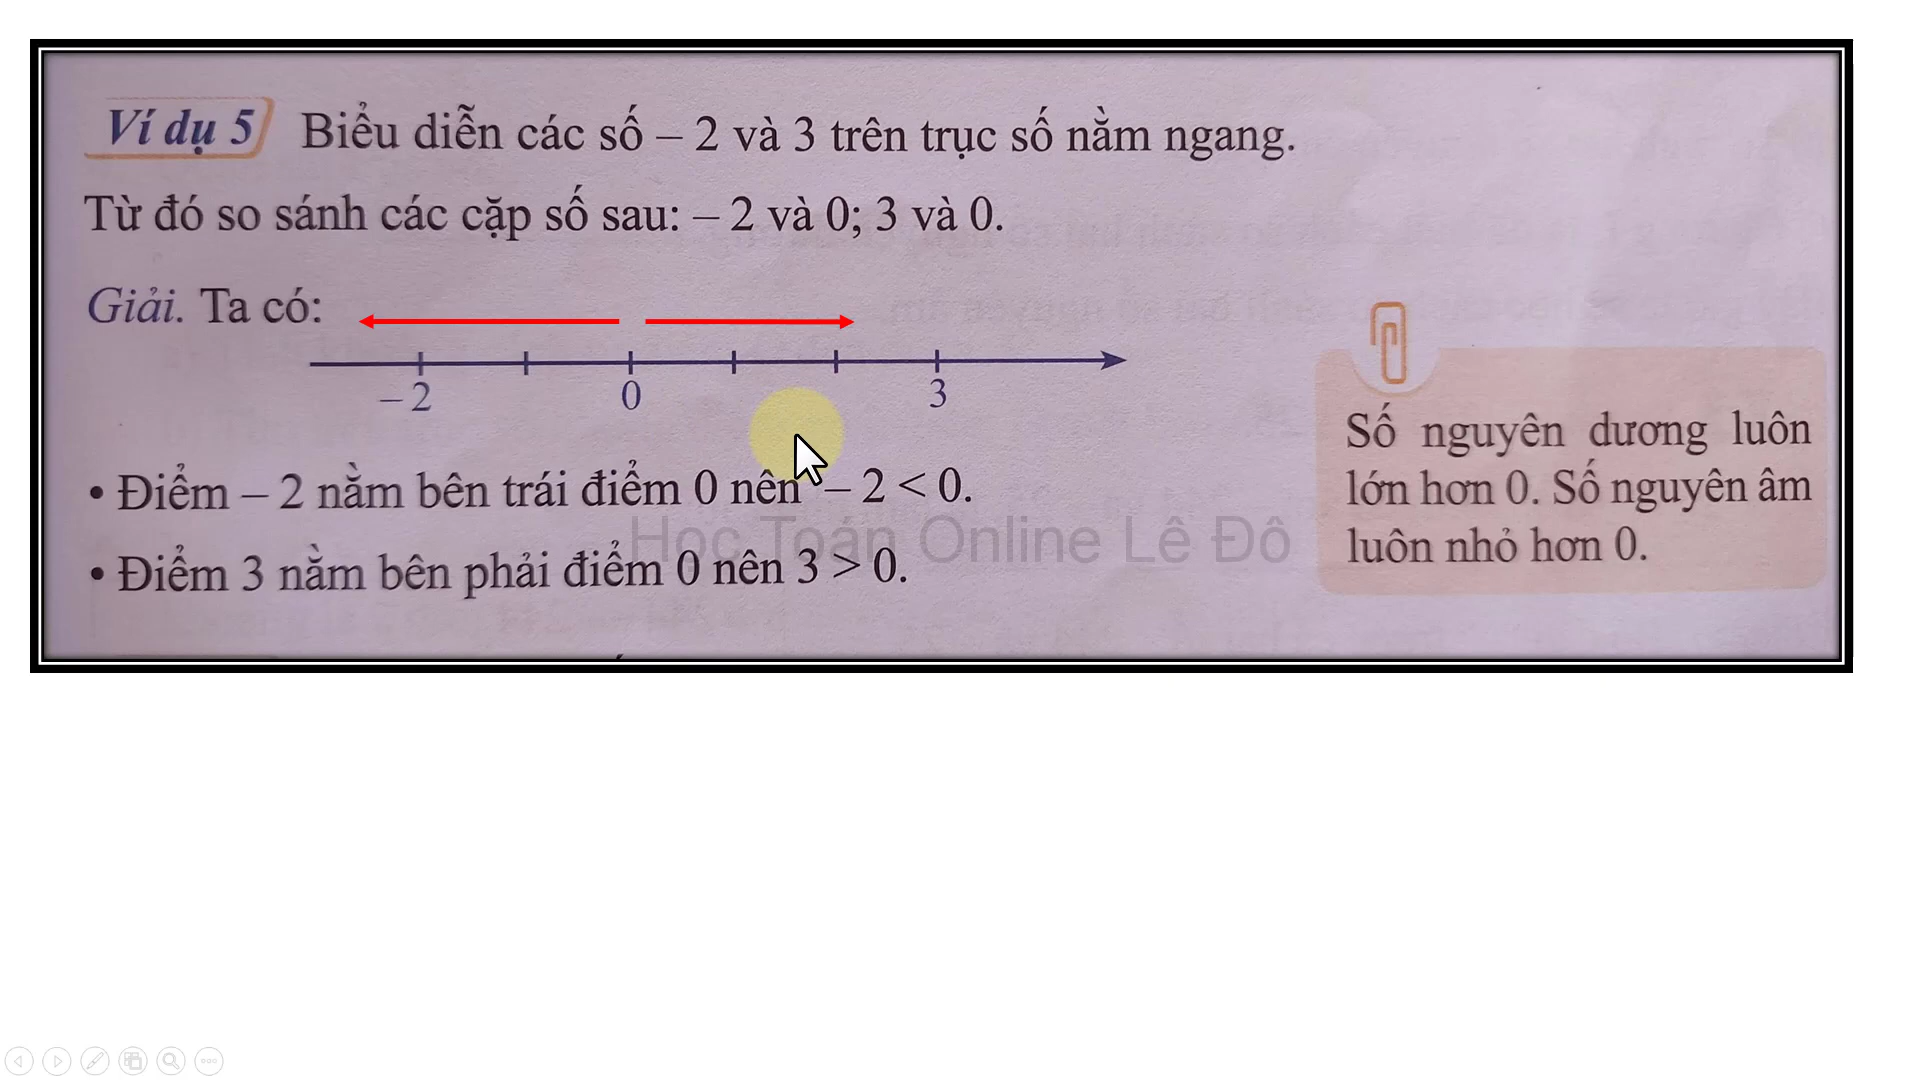 Ví dụ 5 Biểu diễn các số – 2 và 3 trên trục số nằm ngang.
Từ đó so sánh các cặp số sau: – 2 và 0; 3 và 0.
Giải. Ta có:
– 2 0 3
• Điểm – 2 nằm bên trái điểm 0 nên – 2 < 0.
• Điểm 3 nằm bên phải điểm 0 nên 3 > 0.
Học Toán Online Lê Đô
Số nguyên dương luôn
lớn hơn 0. Số nguyên âm
luôn nhỏ hơn 0.